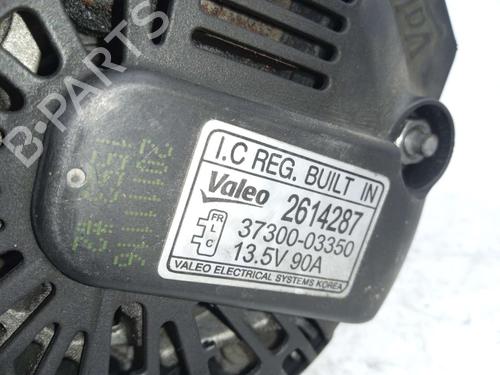 I.C REG. BUILT IN
Valeo 2614287
FR
L
C
37300-03350
13.5V 90A
VALEO ELECTRICAL SYSTEMS KOREA
B-PARTS